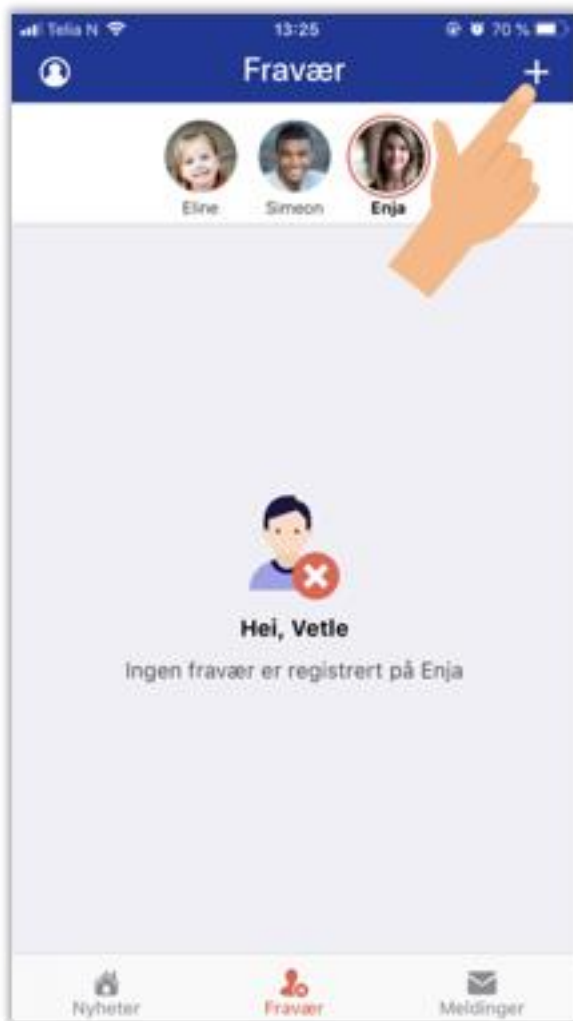 Telia N 13:25 70 %
Fravær
Eline Simeon Enja
Hei, Vetle
Ingen fravær er registrert på Enja
Nyheter Fravær Meldinger